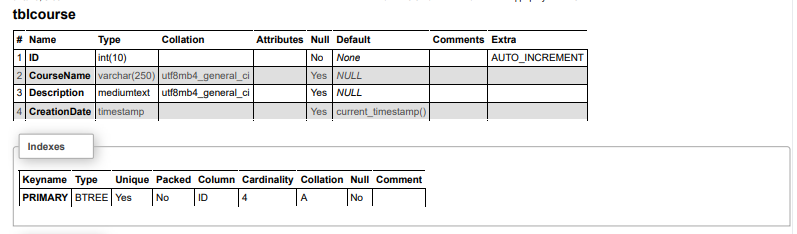 tblcourse
# Name Type Collation Attributes Null Default Comments Extra
1 ID int(10) No None AUTO_INCREMENT
2 CourseName varchar(250) utf8mb4_general_ci Yes NULL
3 Description mediumtext utf8mb4_general_ci Yes NULL
4 CreationDate timestamp Yes current_timestamp()
Indexes
Keyname Type Unique Packed Column Cardinality Collation Null Comment
PRIMARY BTREE Yes No ID 4 A No